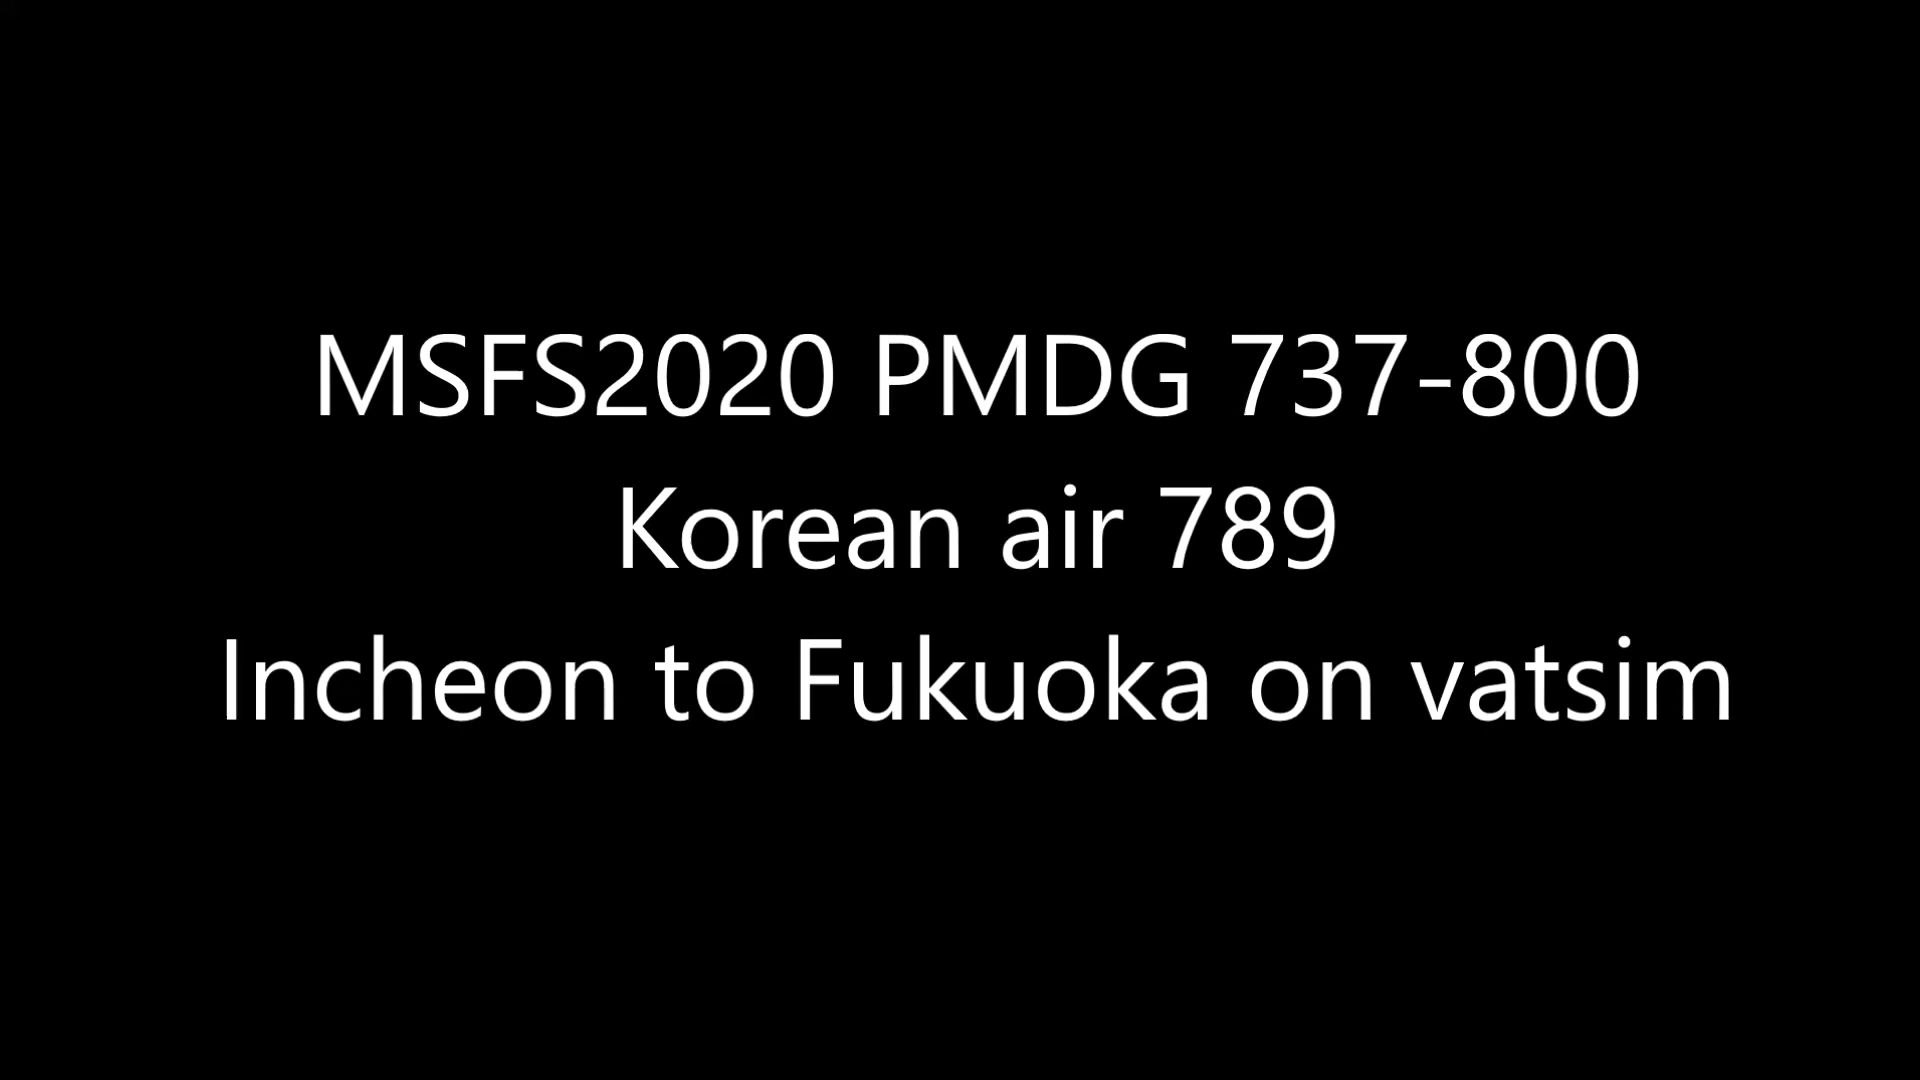 MSFS2020 PMDG 737-800
Korean air 789
Incheon to Fukuoka on vatsim